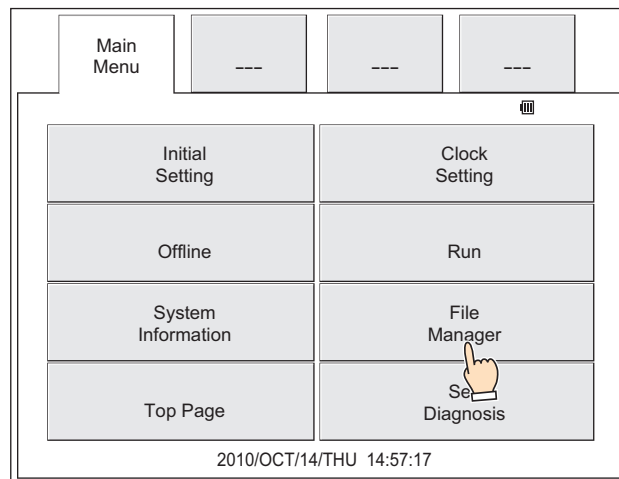 Main
Menu
---
---
---
Initial
Setting
Clock
Setting
Offline
Run
System
Information
File
Manager
Top Page
Se
Diagnosis
2010/OCT/14/THU 14:57:17